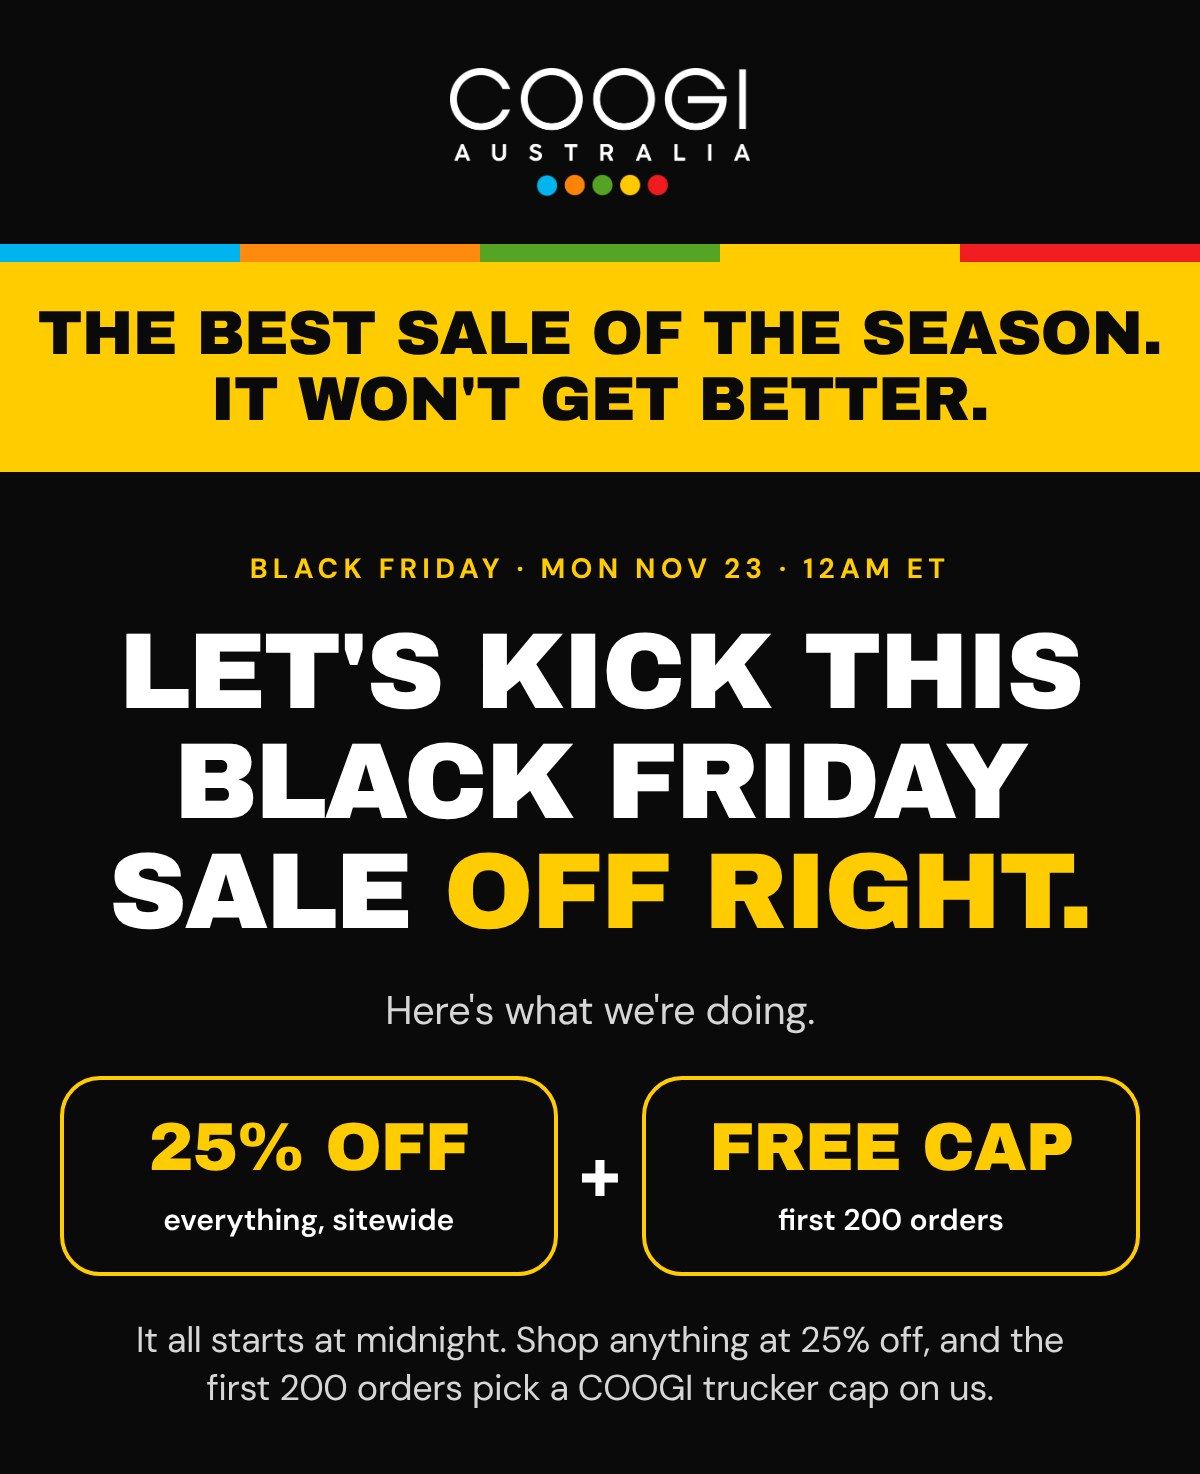 COOGI
AUSTRALIA
THE BEST SALE OF THE SEASON.
IT WON'T GET BETTER.
BLACK FRIDAY · MON NOV 23 · 12AM ET
LET'S KICK THIS
BLACK FRIDAY
SALE OFF RIGHT.
Here's what we're doing.
25% OFF
everything, sitewide
+
FREE CAP
first 200 orders
It all starts at midnight. Shop anything at 25% off, and the
first 200 orders pick a COOGI trucker cap on us.